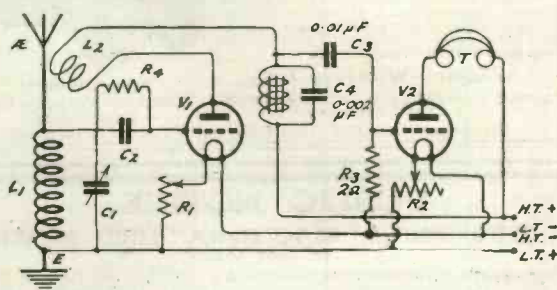 Æ
L2
0·01µF
C3
R4
V1
C4
0·002
µF
T
V2
C2
L1
C1
R1
R3
2Ω
R2
H.T.+
L.T.-
H.T.-
L.T.+
E